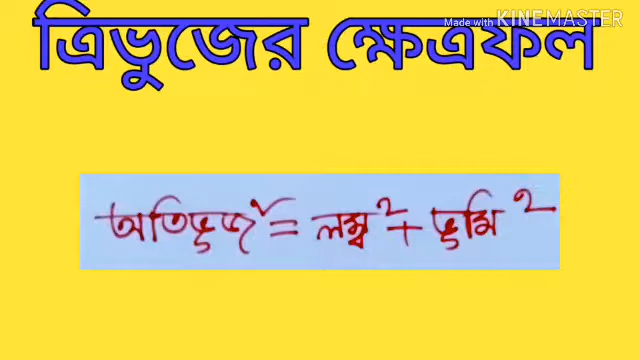 Made with KINEMASTER
ত্রিভুজের ক্ষেত্রফল
অতিভুজ² = লম্ব² + ভূমি²